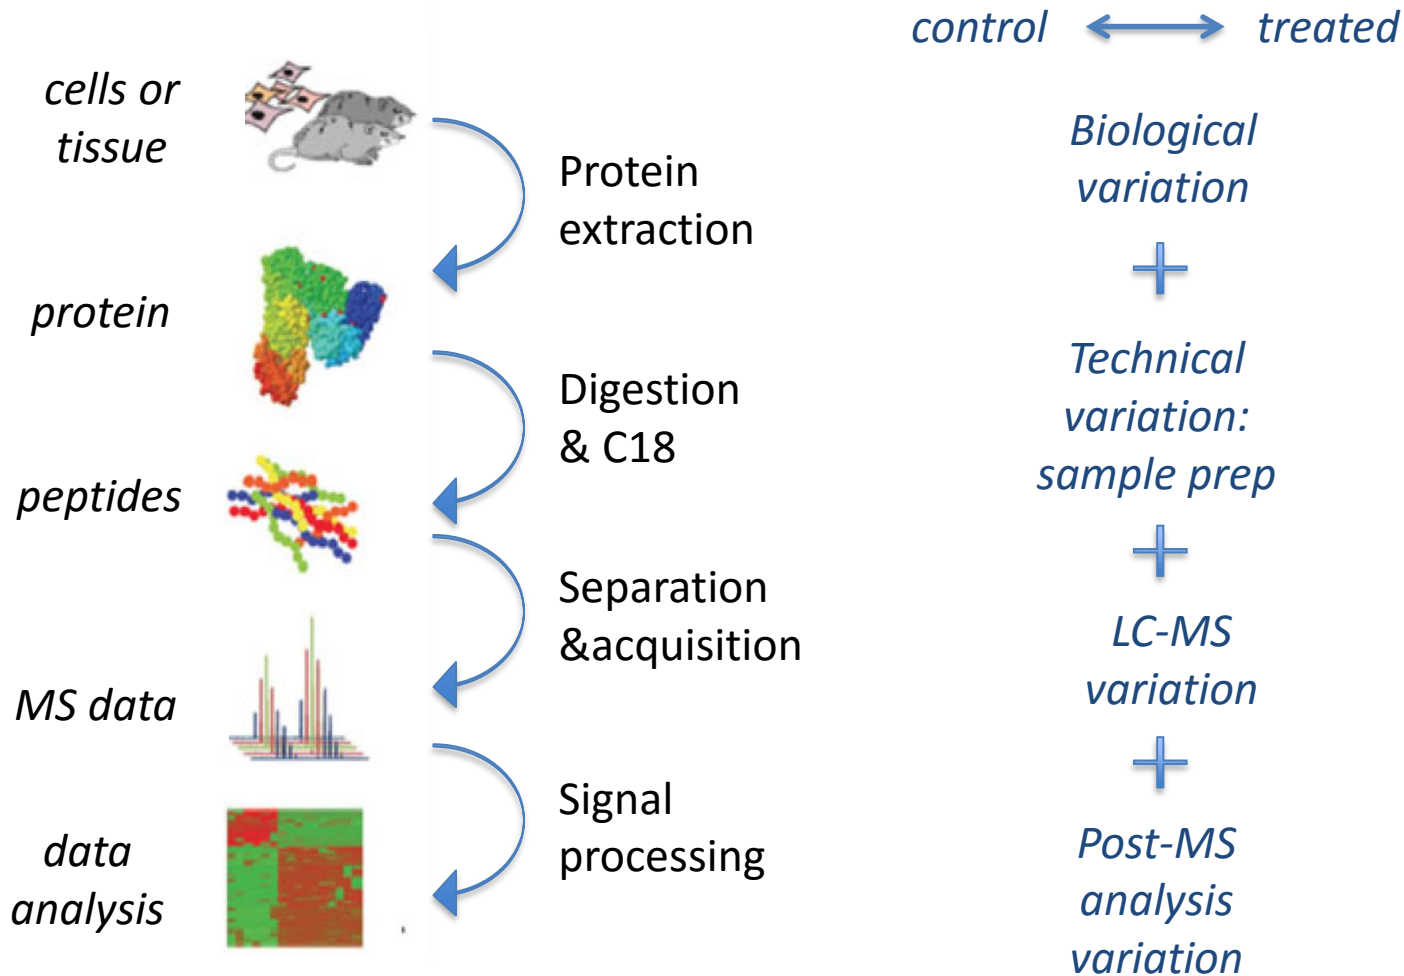 cells or
tissue
protein
peptides
MS data
data
analysis
Protein
extraction
Digestion
& C18
Separation
&acquisition
Signal
processing
control treated
Biological
variation
+
Technical
variation:
sample prep
+
LC-MS
variation
+
Post-MS
analysis
variation